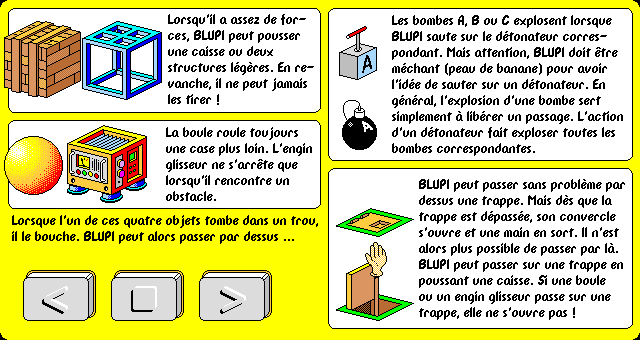 Lorsqu'il a assez de for-
ces, BLUPI peut pousser
une caisse ou deux
structures légères. En re-
vanche, il ne peut jamais
les tirer !
La boule roule toujours
une case plus loin. L'engin
glisseur ne s'arrête que
lorsqu'il rencontre un
obstacle.
Lorsque l'un de ces quatre objets tombe dans un trou,
il le bouche. BLUPI peut alors passer par dessus ...
Les bombes A, B ou C explosent lorsque
BLUPI saute sur le détonateur corres-
pondant. Mais attention, BLUPI doit être
méchant (peau de banane) pour avoir
l'idée de sauter sur un détonateur. En
général, l'explosion d'une bombe sert
simplement à libérer un passage. L'action
d'un détonateur fait exploser toutes les
bombes correspondantes.
A
A
BLUPI peut passer sans problème par
dessus une trappe. Mais dès que la
trappe est dépassée, son convercle
s'ouvre et une main en sort. Il n'est
alors plus possible de passer par là.
BLUPI peut passer sur une trappe en
poussant une caisse. Si une boule
ou un engin glisseur passe sur une
trappe, elle ne s'ouvre pas !